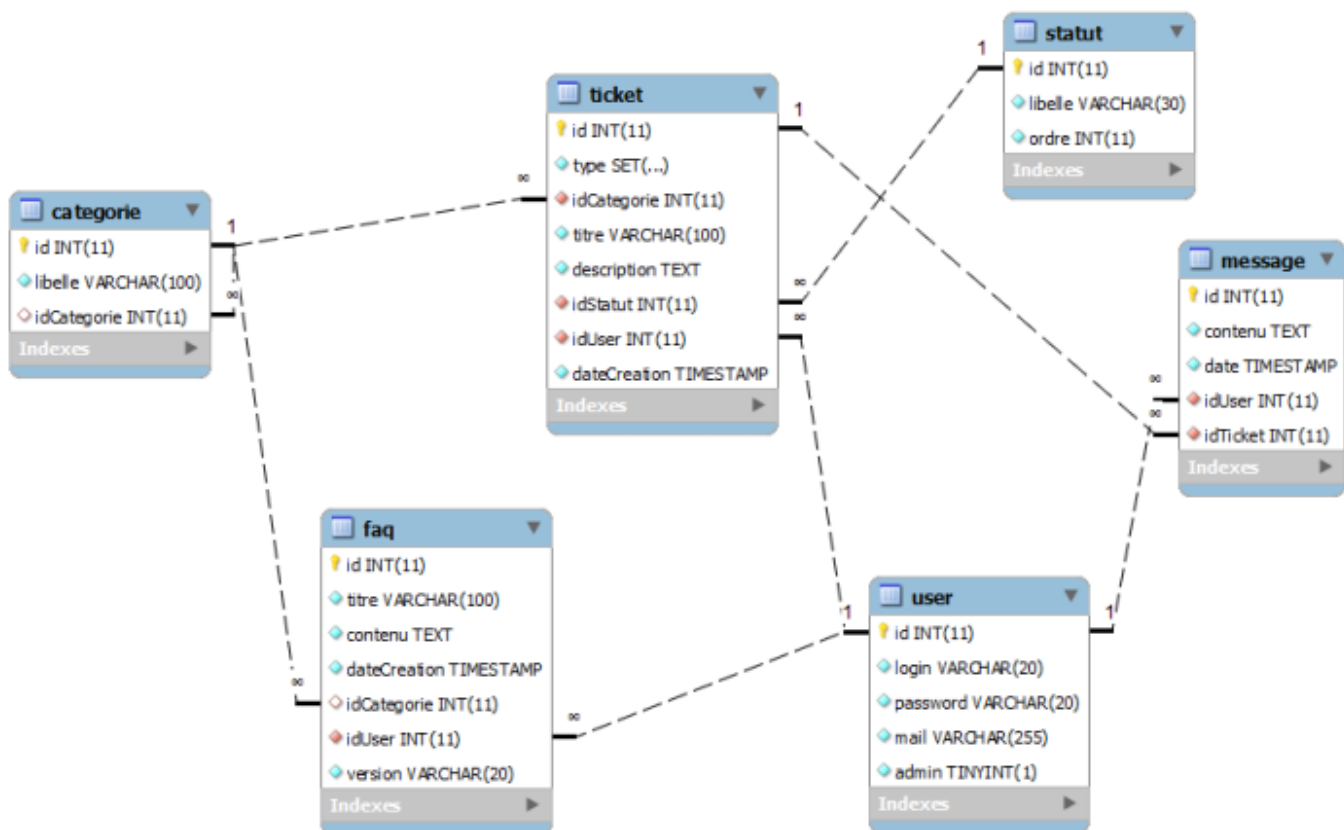 statut
id INT(11)
libelle VARCHAR(30)
ordre INT(11)
Indexes
1
ticket
id INT(11)
type SET(...)
idCategorie INT(11)
titre VARCHAR(100)
description TEXT
idStatut INT(11)
idUser INT(11)
dateCreation TIMESTAMP
Indexes
1
∞
∞
∞
categorie
id INT(11)
libelle VARCHAR(100)
idCategorie INT(11)
Indexes
1
∞
message
id INT(11)
contenu TEXT
date TIMESTAMP
idUser INT(11)
idTicket INT(11)
Indexes
∞
∞
faq
id INT(11)
titre VARCHAR(100)
contenu TEXT
dateCreation TIMESTAMP
idCategorie INT(11)
idUser INT(11)
version VARCHAR(20)
Indexes
∞
∞
user
id INT(11)
login VARCHAR(20)
password VARCHAR(20)
mail VARCHAR(255)
admin TINYINT(1)
Indexes
1
1